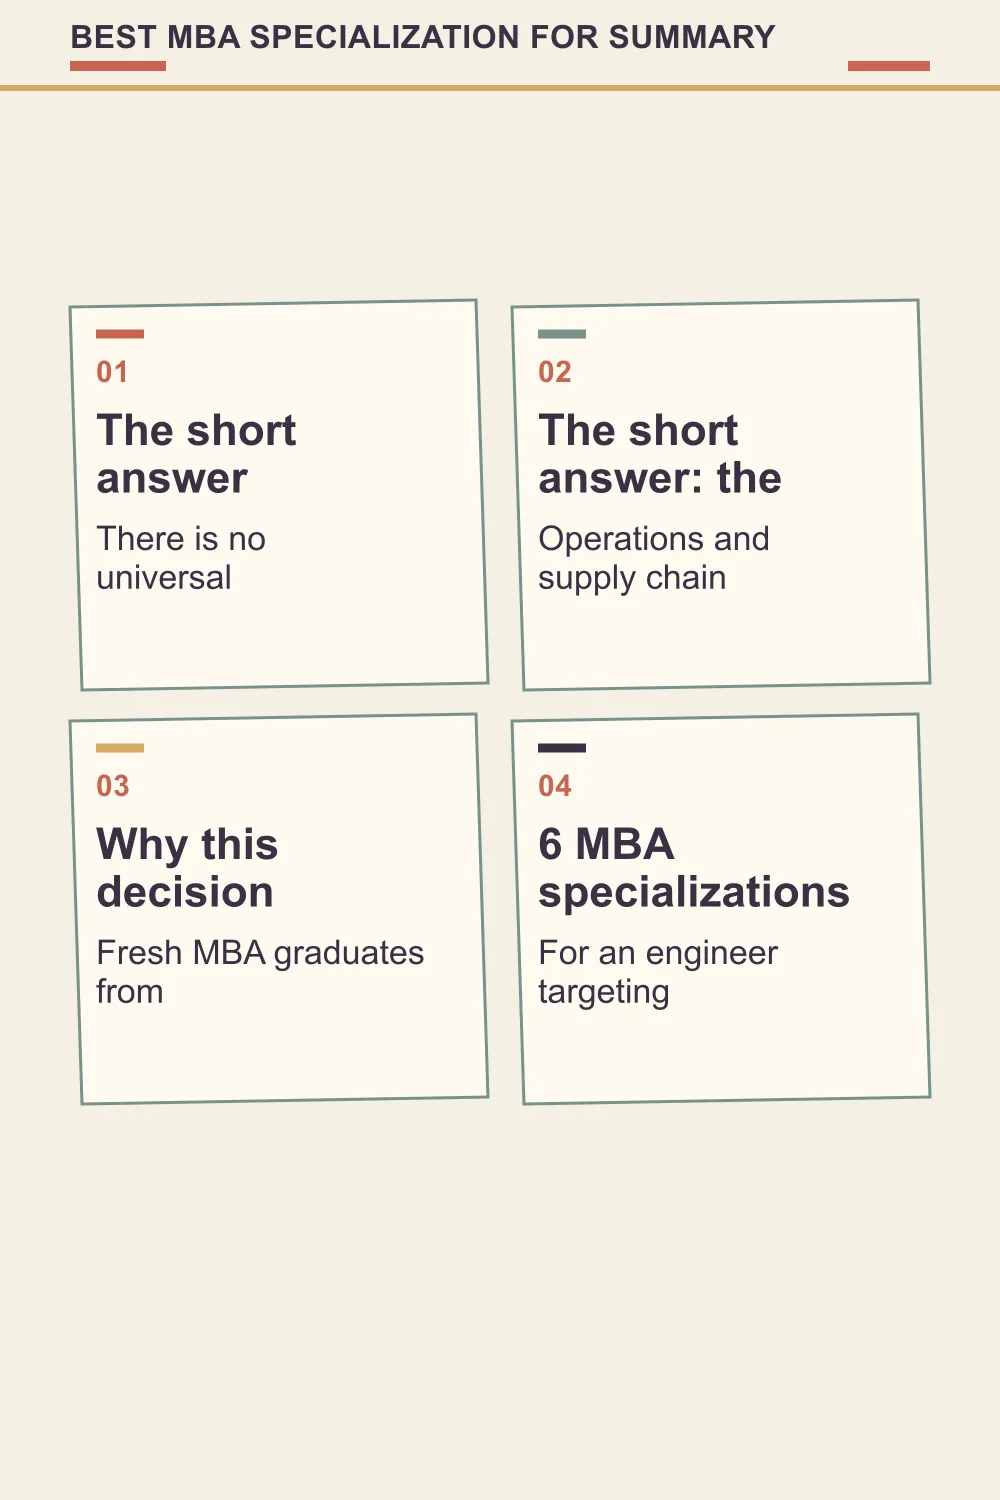 BEST MBA SPECIALIZATION FOR SUMMARY
01
The short
answer
There is no
universal
02
The short
answer: the
Operations and
supply chain
03
Why this
decision
Fresh MBA graduates
from
04
6 MBA
specializations
For an engineer
targeting